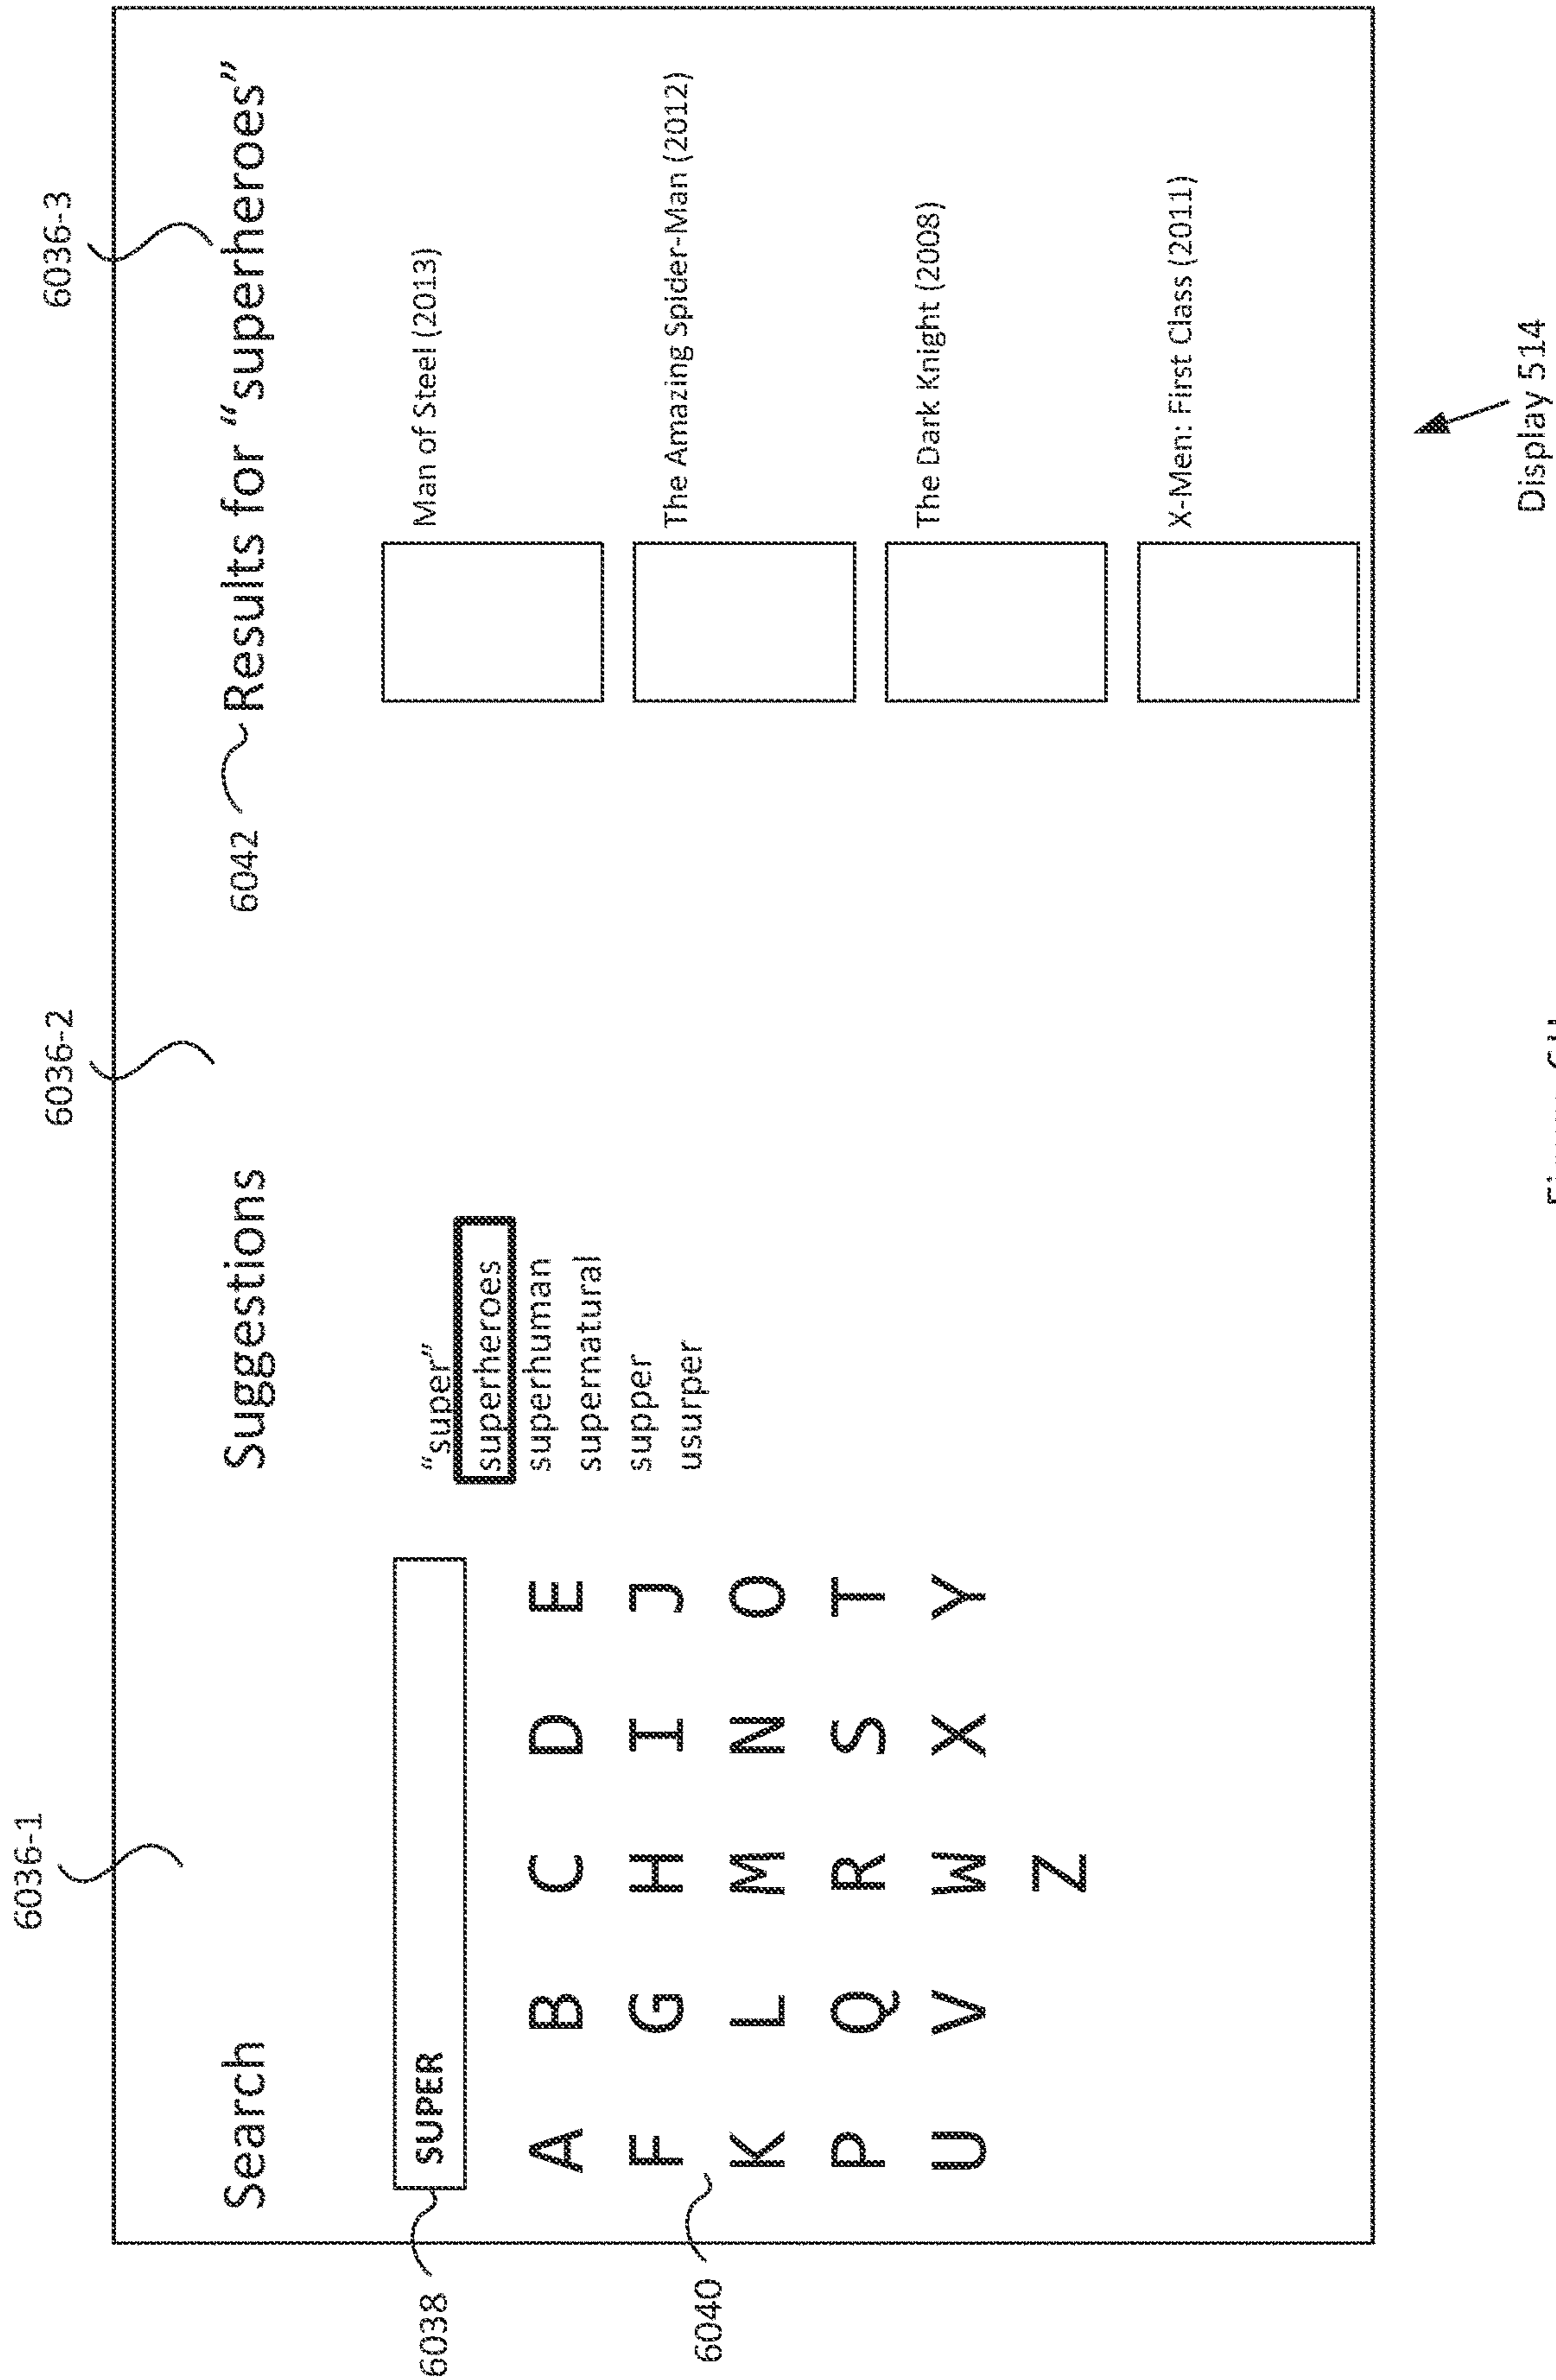 6036-1
6036-2
6036-3
Search
Suggestions
6042
Results for “superheroes”
6038
SUPER
A B C D E
F G H I J
K L M N O
P Q R S T
U V W X Y
Z
6040
“super”
superheroes
superhuman
supernatural
supper
usurper
Man of Steel (2013)
The Amazing Spider-Man (2012)
The Dark Knight (2008)
X-Men: First Class (2011)
Display 514